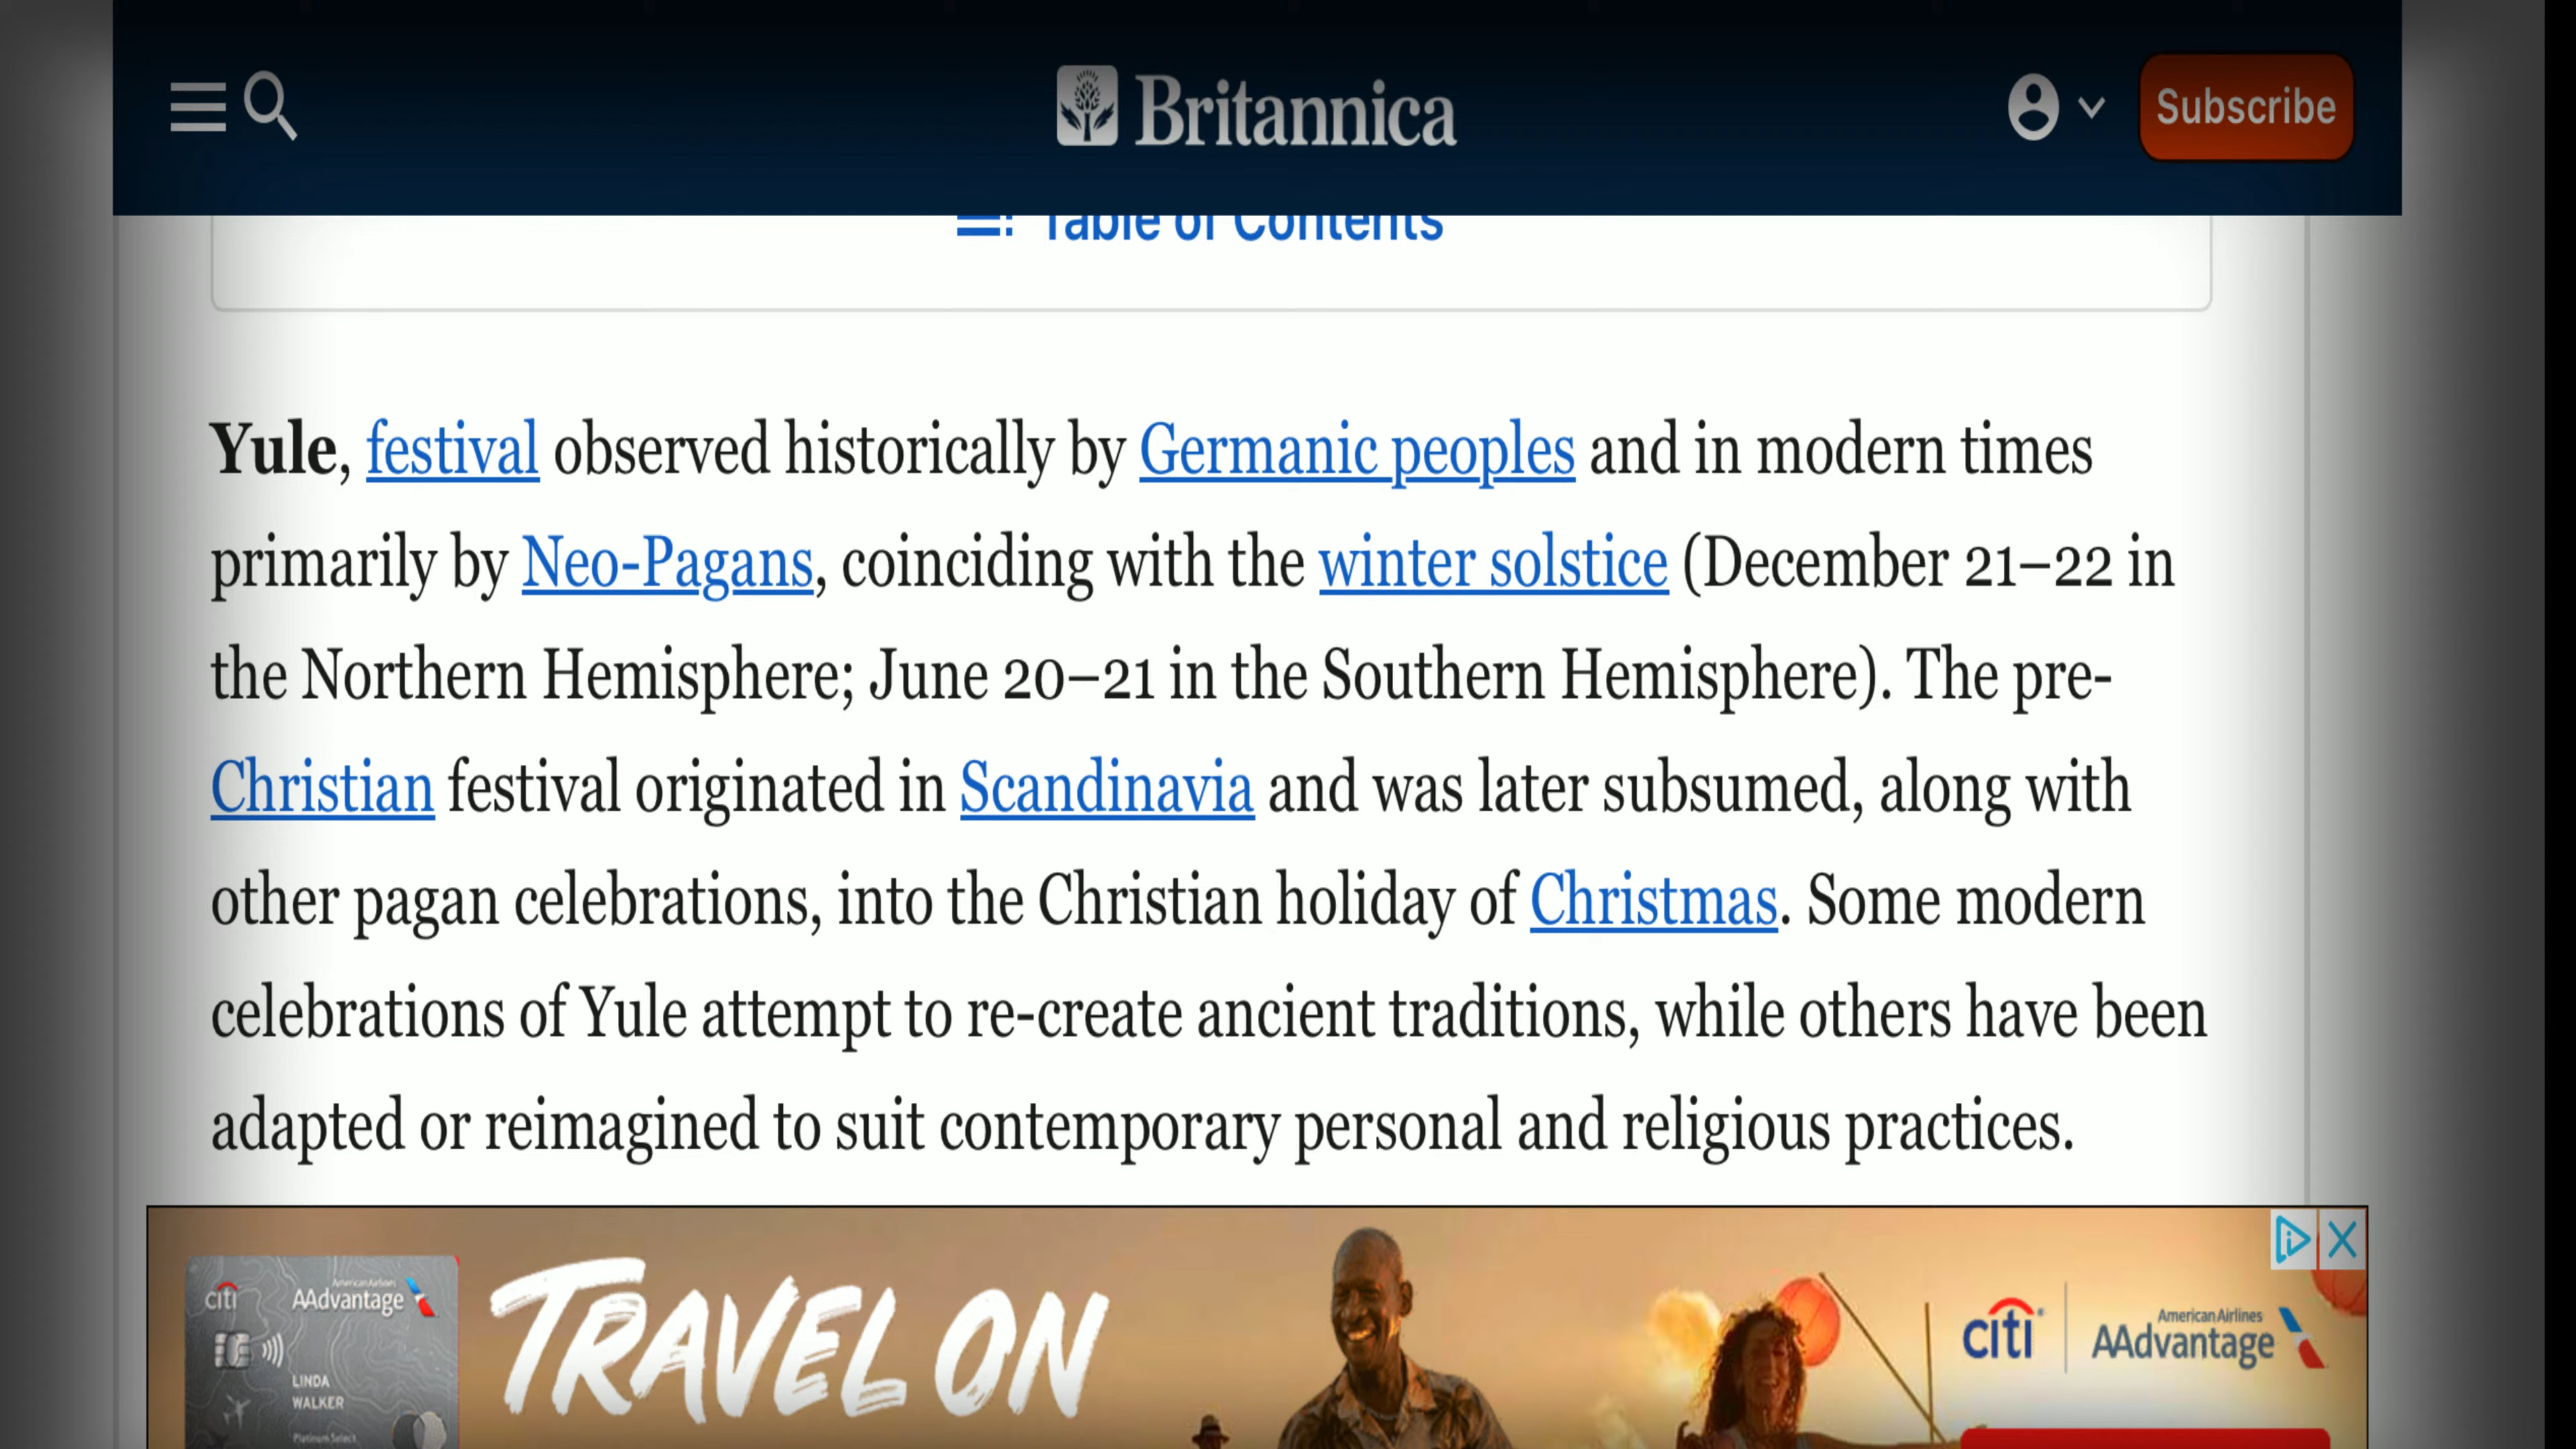 Britannica
Subscribe
Table of Contents
Yule, festival observed historically by Germanic peoples and in modern times
primarily by Neo-Pagans, coinciding with the winter solstice (December 21–22 in
the Northern Hemisphere; June 20–21 in the Southern Hemisphere). The pre-
Christian festival originated in Scandinavia and was later subsumed, along with
other pagan celebrations, into the Christian holiday of Christmas. Some modern
celebrations of Yule attempt to re-create ancient traditions, while others have been
adapted or reimagined to suit contemporary personal and religious practices.
citi
AmericanAirlines
AAdvantage
LINDA
WALKER
Platinum Select
TRAVEL ON
citi
American Airlines
AAdvantage